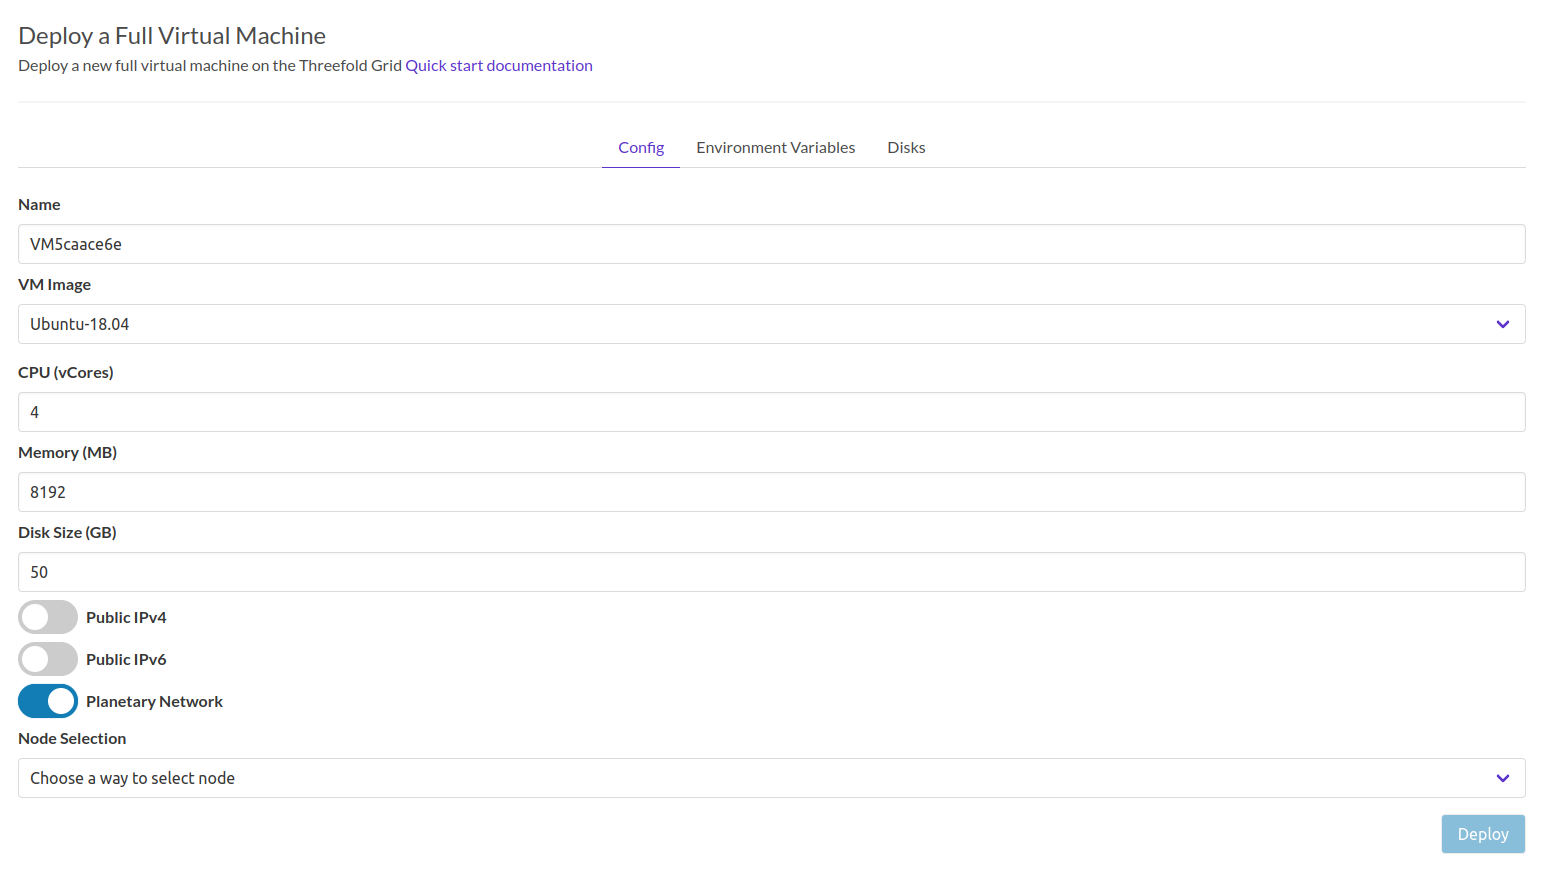 Deploy a Full Virtual Machine
Deploy a new full virtual machine on the Threefold Grid Quick start documentation
Config Environment Variables Disks
Name
VM5caace6e
VM Image
Ubuntu-18.04
CPU (vCores)
4
Memory (MB)
8192
Disk Size (GB)
50
Public IPv4
Public IPv6
Planetary Network
Node Selection
Choose a way to select node
Deploy